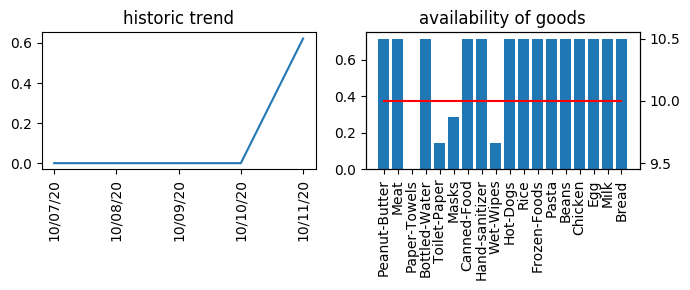 historic trend
0.6
0.4
0.2
0.0
10/07/20
10/08/20
10/09/20
10/10/20
10/11/20
availability of goods
0.6
0.4
0.2
0.0
10.5
10.0
9.5
Peanut-Butter
Meat
Paper-Towels
Bottled-Water
Toilet-Paper
Masks
Canned-Food
Hand-sanitizer
Wet-Wipes
Hot-Dogs
Rice
Frozen-Foods
Pasta
Beans
Chicken
Egg
Milk
Bread